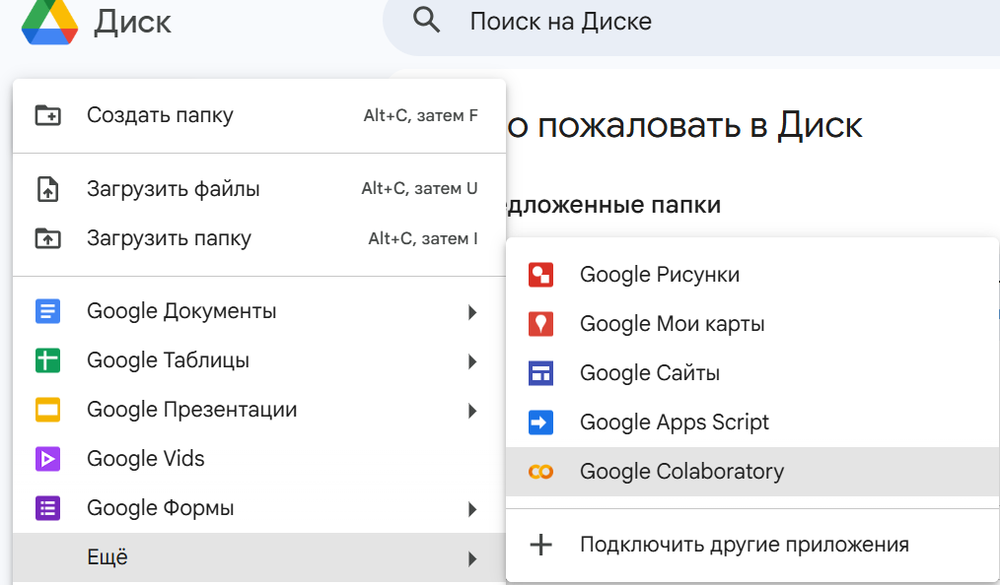 Диск
Поиск на Диске
Создать папку Alt+C, затем F
о пожаловать в Диск
Загрузить файлы Alt+C, затем U
дложенные папки
Загрузить папку Alt+C, затем I
Google Документы
Google Таблицы
Google Презентации
Google Vids
Google Формы
Ещё
Google Рисунки
Google Мои карты
Google Сайты
Google Apps Script
Google Colaboratory
Подключить другие приложения